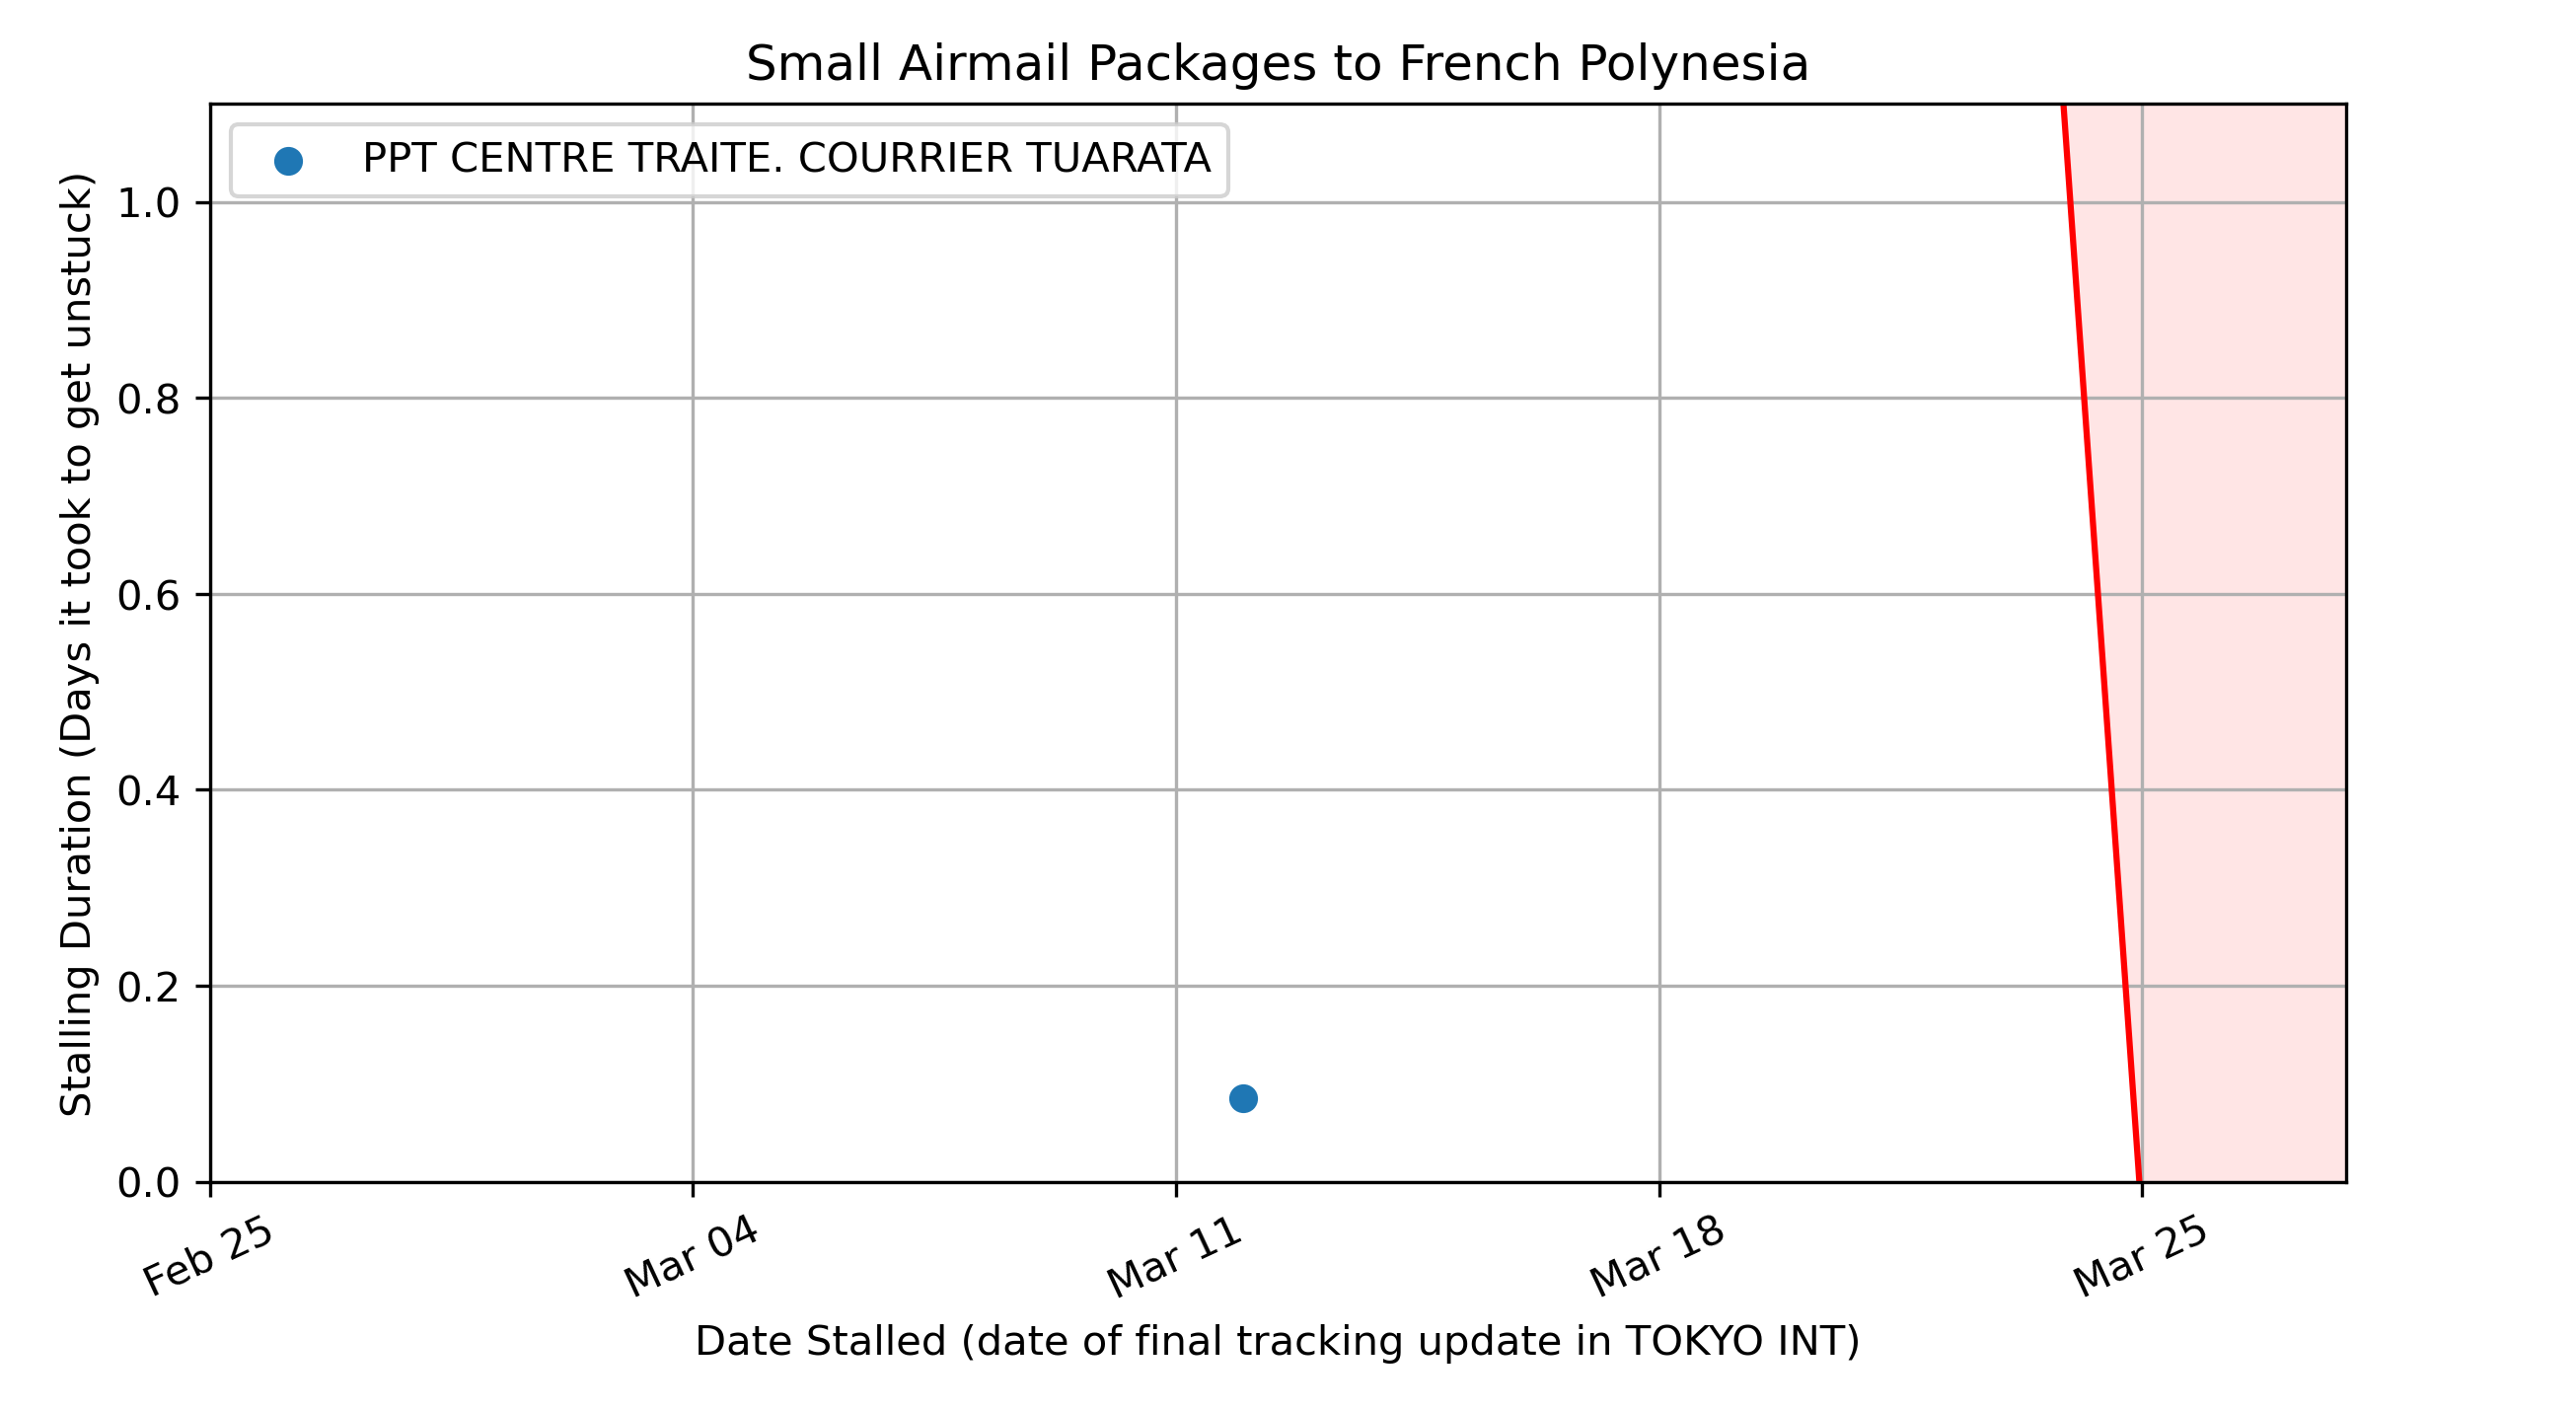 Small Airmail Packages to French Polynesia
PPT CENTRE TRAITE. COURRIER TUARATA
Stalling Duration (Days it took to get unstuck)
1.0
0.8
0.6
0.4
0.2
0.0
Feb 25
Mar 04
Mar 11
Mar 18
Mar 25
Date Stalled (date of final tracking update in TOKYO INT)